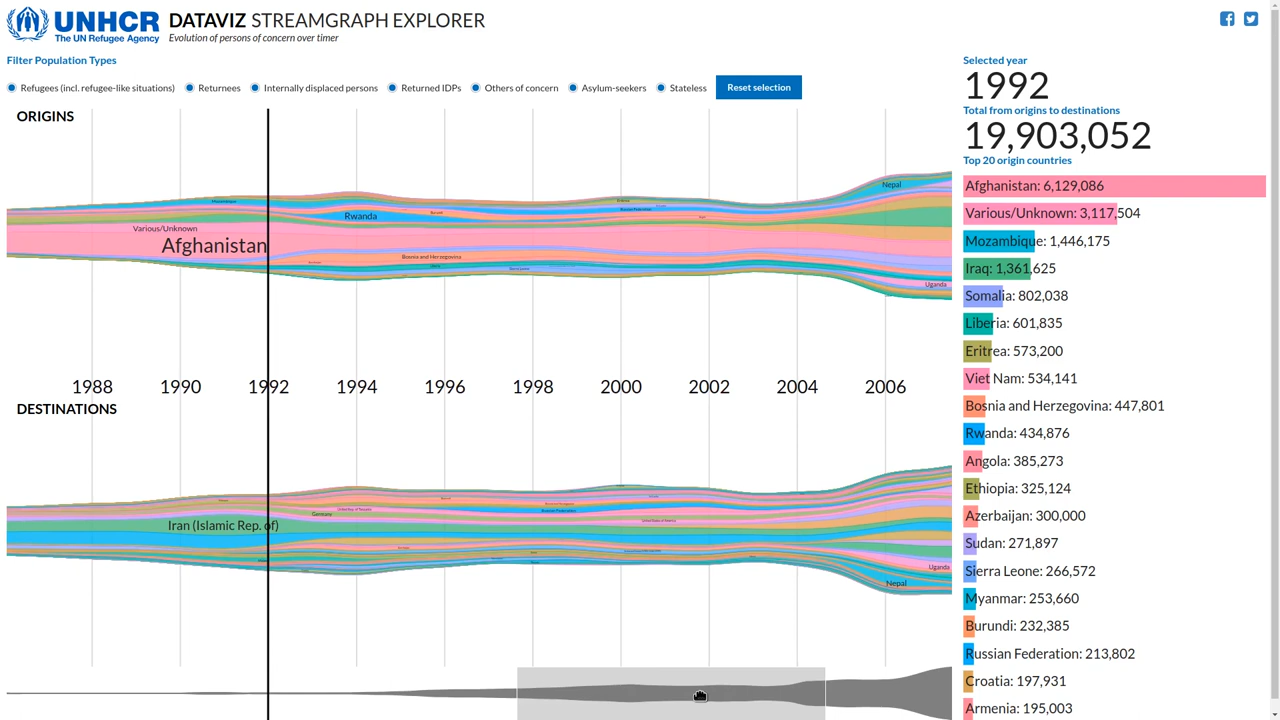 UNHCR
The UN Refugee Agency
DATAVIZ STREAMGRAPH EXPLORER
Evolution of persons of concern over timer
Filter Population Types
Refugees (incl. refugee-like situations) Returnees Internally displaced persons Returned IDPs Others of concern Asylum-seekers Stateless Reset selection
ORIGINS
Nepal
Mozambique
Rwanda
Various/Unknown
Afghanistan
Bosnia and Herzegovina
Uganda
1988 1990 1992 1994 1996 1998 2000 2002 2004 2006
DESTINATIONS
Germany
Iran (Islamic Rep. of)
Russian Federation
United States of America
Uganda
Nepal
Selected year
1992
Total from origins to destinations
19,903,052
Top 20 origin countries
Afghanistan: 6,129,086
Various/Unknown: 3,117,504
Mozambique: 1,446,175
Iraq: 1,361,625
Somalia: 802,038
Liberia: 601,835
Eritrea: 573,200
Viet Nam: 534,141
Bosnia and Herzegovina: 447,801
Rwanda: 434,876
Angola: 385,273
Ethiopia: 325,124
Azerbaijan: 300,000
Sudan: 271,897
Sierra Leone: 266,572
Myanmar: 253,660
Burundi: 232,385
Russian Federation: 213,802
Croatia: 197,931
Armenia: 195,003